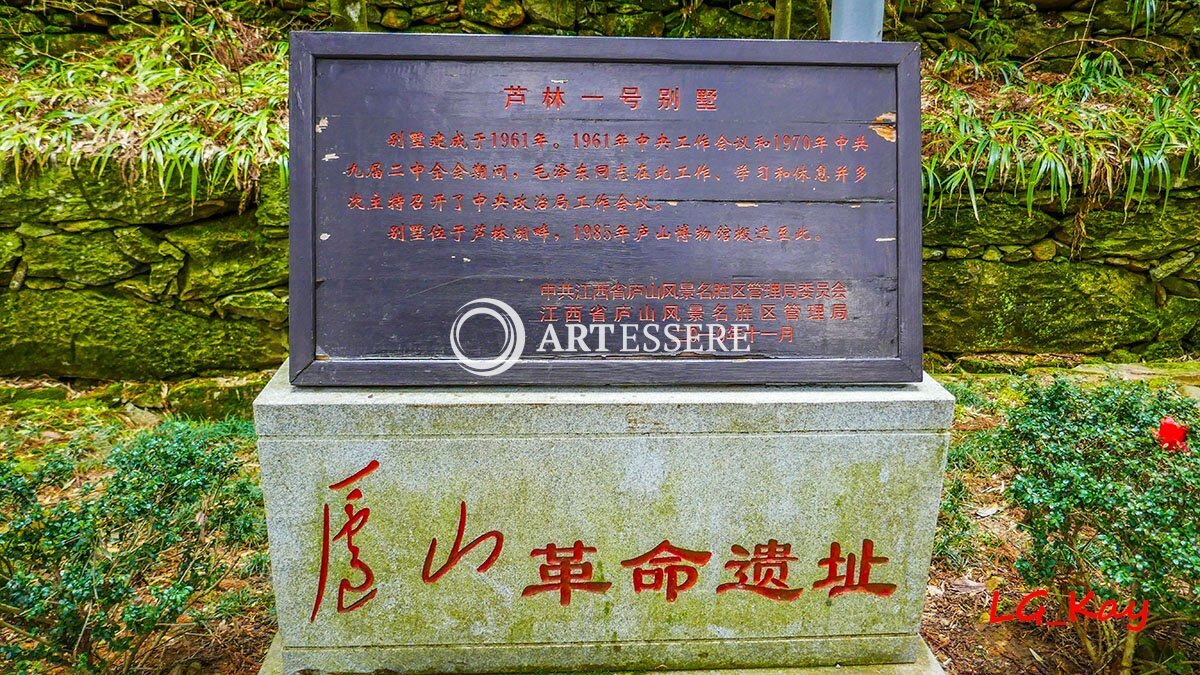 芦林一号别墅
别墅建成于1961年。1961年中央工作会议和1970年中共
九届二中全会期间，毛泽东同志在此工作、学习和休息并多
次主持召开了中央政治局工作会议。
别墅位于芦林湖畔，1985年庐山博物馆搬迁至此。
中共江西省庐山风景名胜区管理局委员会
江西省庐山风景名胜区管理局
年十一月
ARTESSERE
庐山革命遗址
LG_Kay